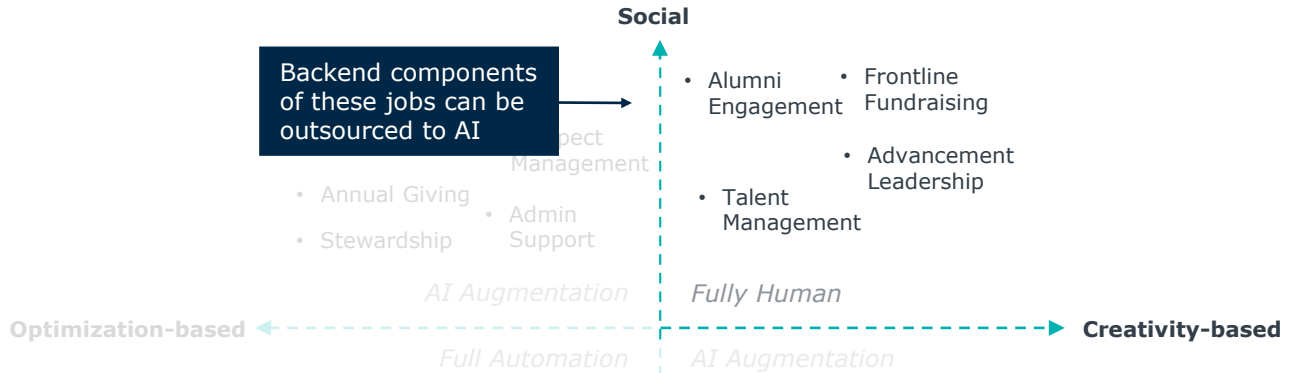 Social
Backend components
of these jobs can be
outsourced to AI
• Alumni
Engagement
• Frontline
Fundraising
Management
• Advancement
Leadership
• Annual Giving
• Talent
Management
• Admin
Support
• Stewardship
AI Augmentation
Fully Human
Optimization-based
Creativity-based
Full Automation
AI Augmentation